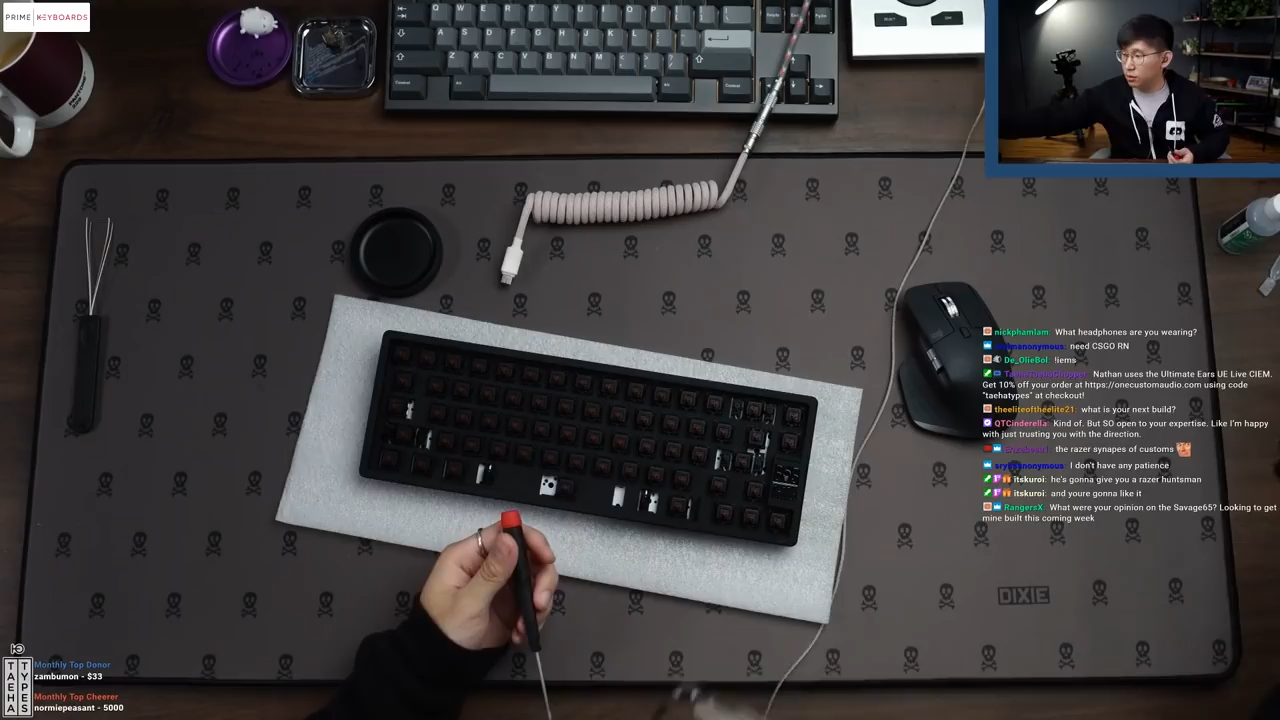 PRIME | KEYBOARDS
Q W E R T Y U I O P
A S D F G H J K L
Z X C V B N M
nickphamlam: What headphones are you wearing?
need CSGO RN
De_OlieBol: !iems
Nathan uses the Ultimate Ears UE Live CIEM.
Get 10% off your order at https://onecustomaudio.com using code
"taehatypes" at checkout!
theeliteoftheelite21: what is your next build?
QTCinderella: Kind of. But SO open to your expertise. Like I'm happy
with just trusting you with the direction.
the razor synapes of customs
I don't have any patience
itskuroi: he's gonna give you a razer huntsman
itskuroi: and youre gonna like it
RangersX: What were your opinion on the Savage65? Looking to get
mine built this coming week
DIXIE
TAEHA
TYPES
Monthly Top Donor
zambumon - $33
Monthly Top Cheerer
normiepeasant - 5000